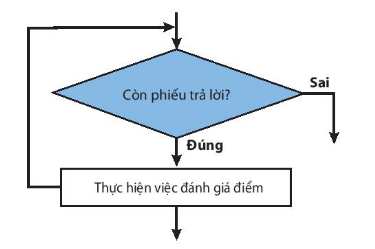 Còn phiếu trả lời?
Sai
Đúng
Thực hiện việc đánh giá điểm